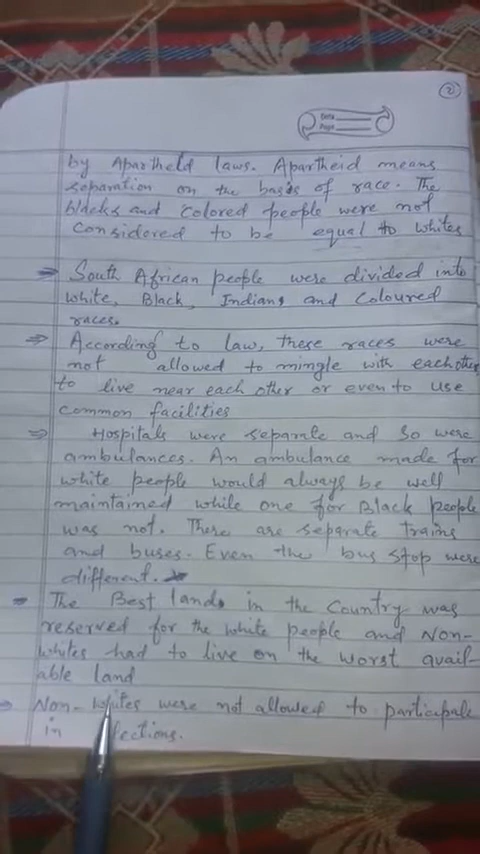 2
Date
Page
by Apartheld laws. Apartheid means
separation on the basis of race. The
blacks and colored people were not
considered to be equal to whites
⇒ South African people were divided into
white, Black, Indians and Coloured
races.
⇒ According to law, these races were
not allowed to mingle with each other
to live near each other or even to use
common facilities
⇒ Hospitals were separate and so were
ambulances. An ambulance made for
white people would always be well
maintained while one for Black people
was not. There are separate trains
and buses. Even the bus stop were
different.
⇒ The Best lands in the Country was
reserved for the white people and Non-
whites had to live on the worst avail-
able land
⇒ Non-whites were not allowed to participate
in lections.